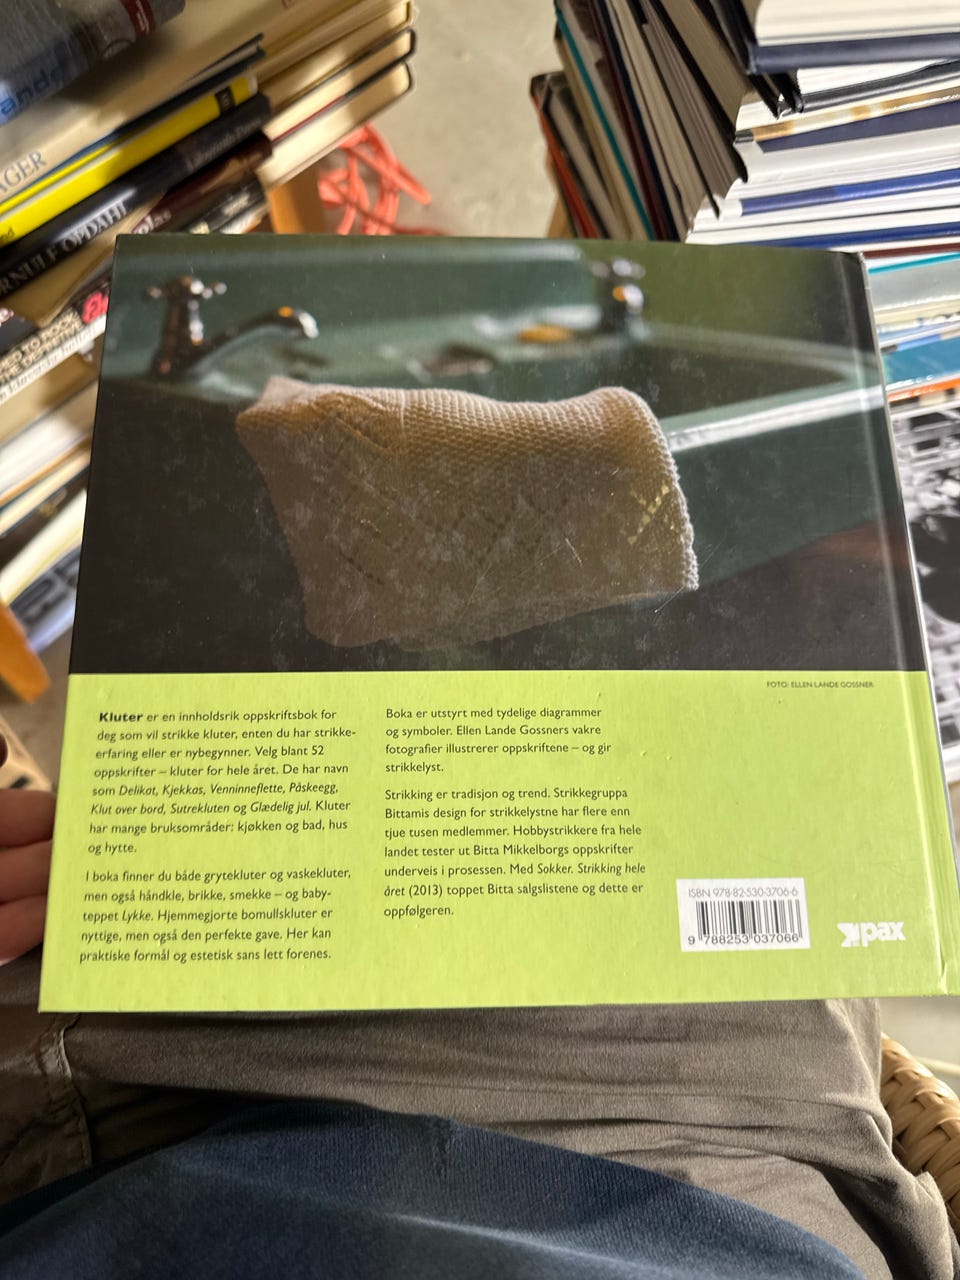 AGER
RNULF ØPDAHL
FOTO: ELLEN LANDE GOSSNER
Kluter er en innholdsrik oppskriftsbok for
deg som vil strikke kluter, enten du har strikke-
erfaring eller er nybegynner. Velg blant 52
oppskrifter – kluter for hele året. De har navn
som Delikat, Kjekkas, Venninneflette, Påskeegg,
Klut over bord, Sutrekluten og Glædelig jul. Kluter
har mange bruksområder: kjøkken og bad, hus
og hytte.
I boka finner du både grytekluter og vaskekluter,
men også håndkle, brikke, smekke – og baby-
teppet Lykke. Hjemmegjorte bomullskluter er
nyttige, men også den perfekte gave. Her kan
praktiske formål og estetisk sans lett forenes.
Boka er utstyrt med tydelige diagrammer
og symboler. Ellen Lande Gossners vakre
fotografier illustrerer oppskriftene – og gir
strikkelyst.
Strikking er tradisjon og trend. Strikkegruppa
Bittamis design for strikkelystne har flere enn
tjue tusen medlemmer. Hobbystrikkere fra hele
landet tester ut Bitta Mikkelborgs oppskrifter
underveis i prosessen. Med Sokker. Strikking hele
året (2013) toppet Bitta salgslistene og dette er
oppfølgeren.
ISBN 978-82-530-3706-6
9 788253 037066
pax